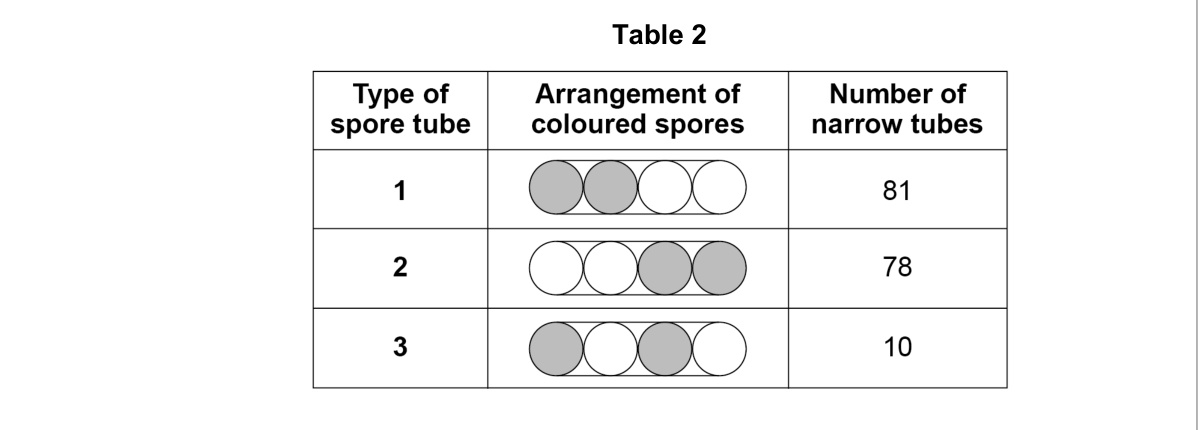 Table 2
Type of spore tube
Arrangement of coloured spores
Number of narrow tubes
1
81
2
78
3
10